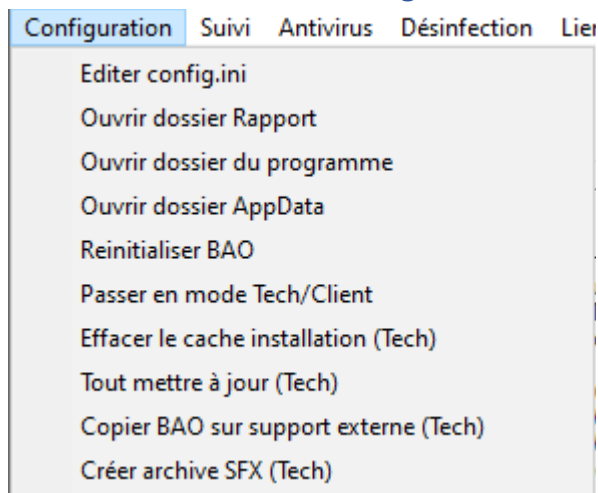 Configuration Suivi Antivirus Désinfection
Editer config.ini
Ouvrir dossier Rapport
Ouvrir dossier du programme
Ouvrir dossier AppData
Reinitialiser BAO
Passer en mode Tech/Client
Effacer le cache installation (Tech)
Tout mettre à jour (Tech)
Copier BAO sur support externe (Tech)
Créer archive SFX (Tech)